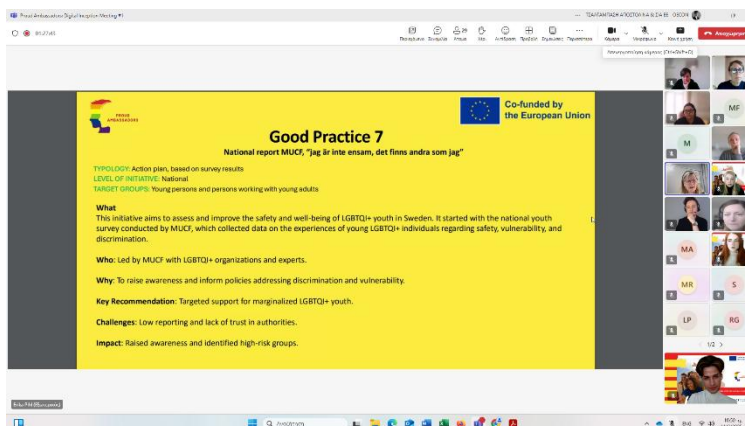 Proud Ambassadors Digital Inception Meeting #1
01:27:45
PROUD
AMBASSADORS
Co-funded by
the European Union
Good Practice 7
National report MUCF, "jag är inte ensam, det finns andra som jag"
TYPOLOGY: Action plan, based on survey results
LEVEL OF INITIATIVE: National
TARGET GROUPS: Young persons and persons working with young adults
What
This initiative aims to assess and improve the safety and well-being of LGBTQI+ youth in Sweden. It started with the national youth
survey conducted by MUCF, which collected data on the experiences of young LGBTQI+ individuals regarding safety, vulnerability, and
discrimination.
Who: Led by MUCF with LGBTQI+ organizations and experts.
Why: To raise awareness and inform policies addressing discrimination and vulnerability.
Key Recommendation: Targeted support for marginalized LGBTQI+ youth.
Challenges: Low reporting and lack of trust in authorities.
Impact: Raised awareness and identified high-risk groups.
MF
M
MA
MR
S
LP
RG
1/2
Αναζήτηση